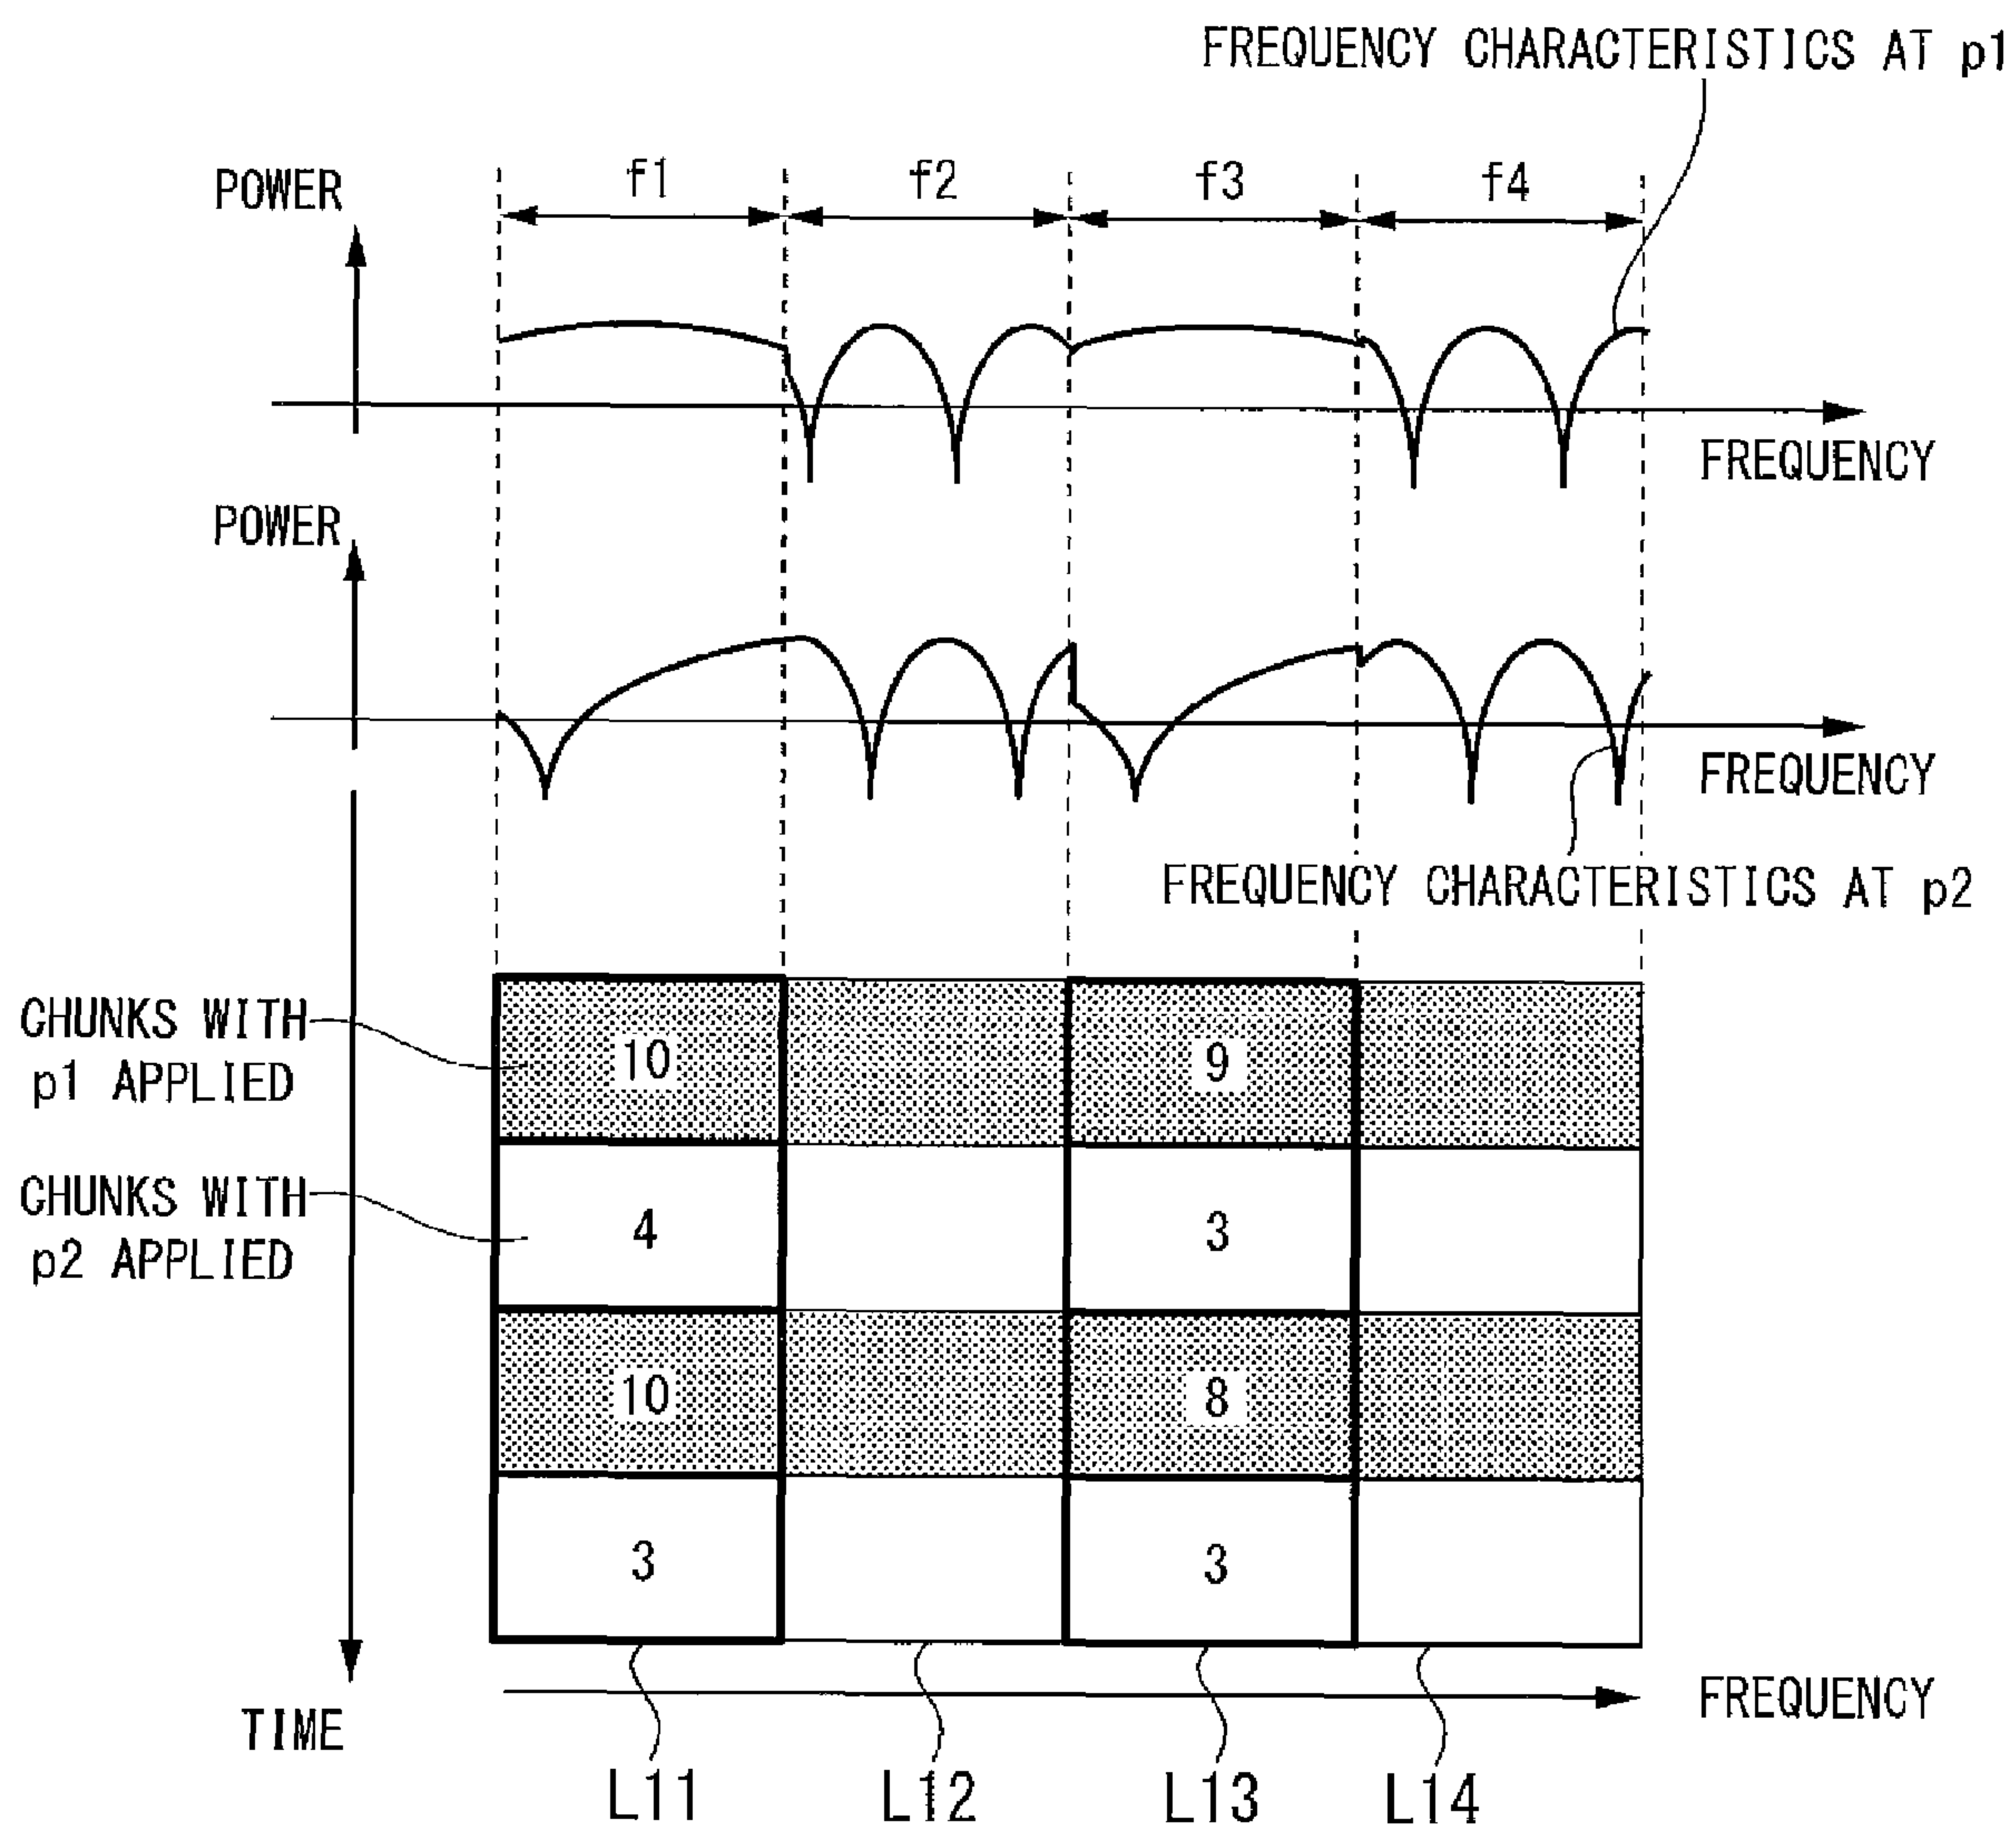 FREQUENCY CHARACTERISTICS AT p1
POWER
f1
f2
f3
f4
FREQUENCY
POWER
FREQUENCY
FREQUENCY CHARACTERISTICS AT p2
CHUNKS WITH
p1 APPLIED
10
9
CHUNKS WITH
p2 APPLIED
4
3
10
8
3
3
TIME
FREQUENCY
L11
L12
L13
L14